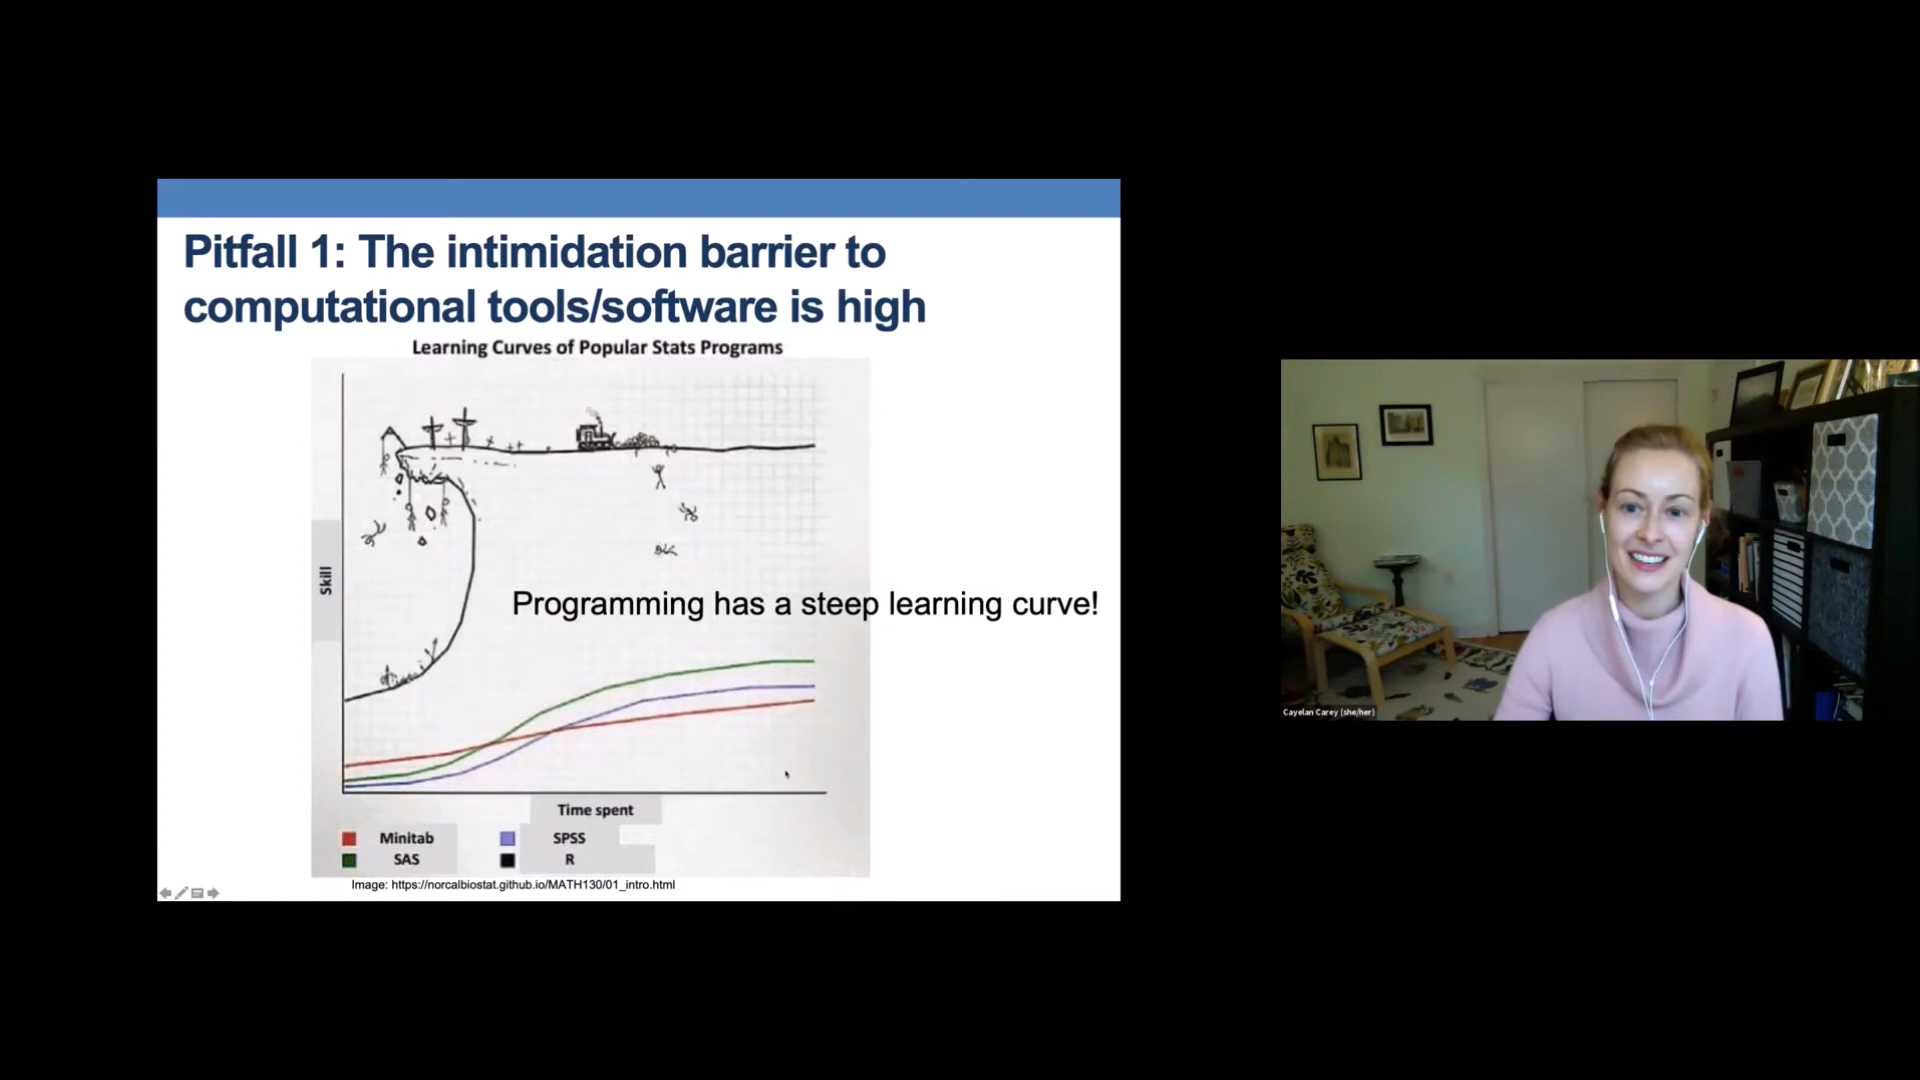 Pitfall 1: The intimidation barrier to
computational tools/software is high
Learning Curves of Popular Stats Programs
Skill
Programming has a steep learning curve!
Time spent
Minitab
SPSS
SAS
R
Image: https://norcalbiostat.github.io/MATH130/01_intro.html
Cayelan Carey (she/her)